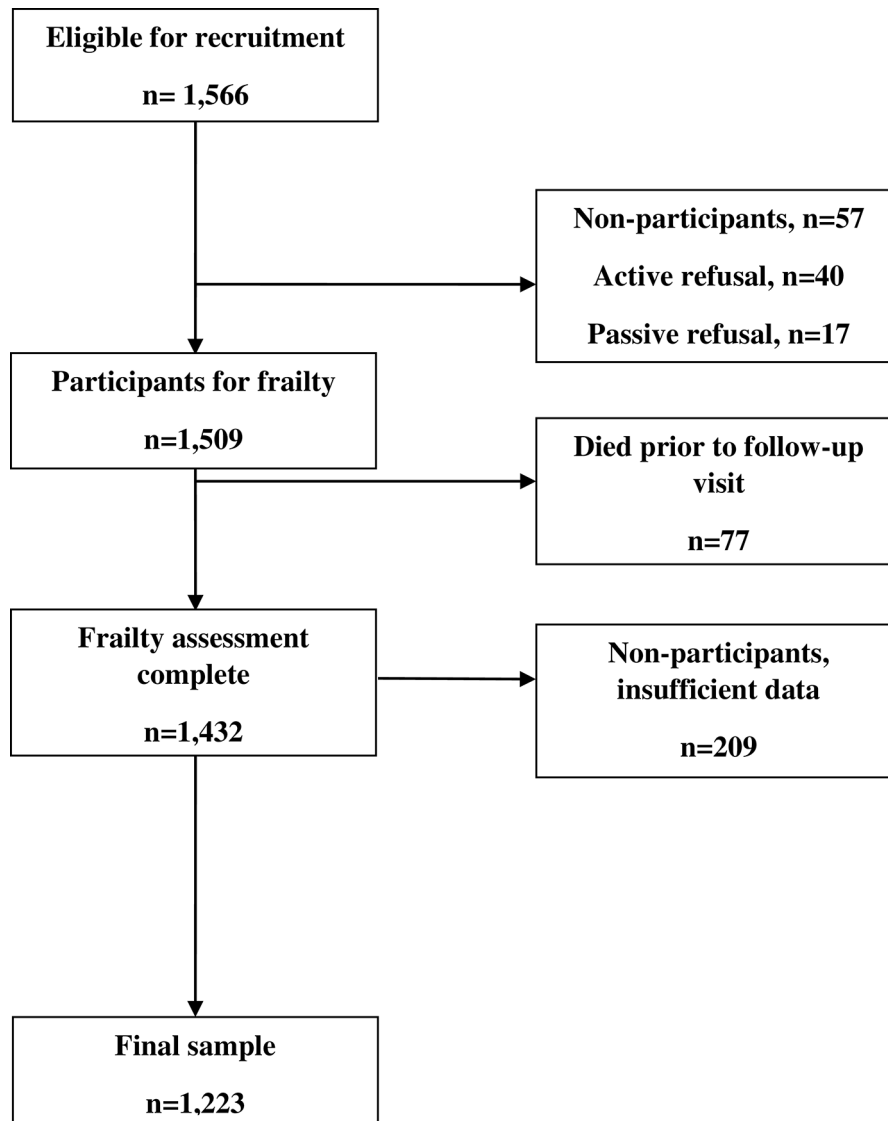 Eligible for recruitment
n= 1,566
Non-participants, n=57
Active refusal, n=40
Passive refusal, n=17
Participants for frailty
n=1,509
Died prior to follow-up
visit
n=77
Frailty assessment
complete
n=1,432
Non-participants,
insufficient data
n=209
Final sample
n=1,223